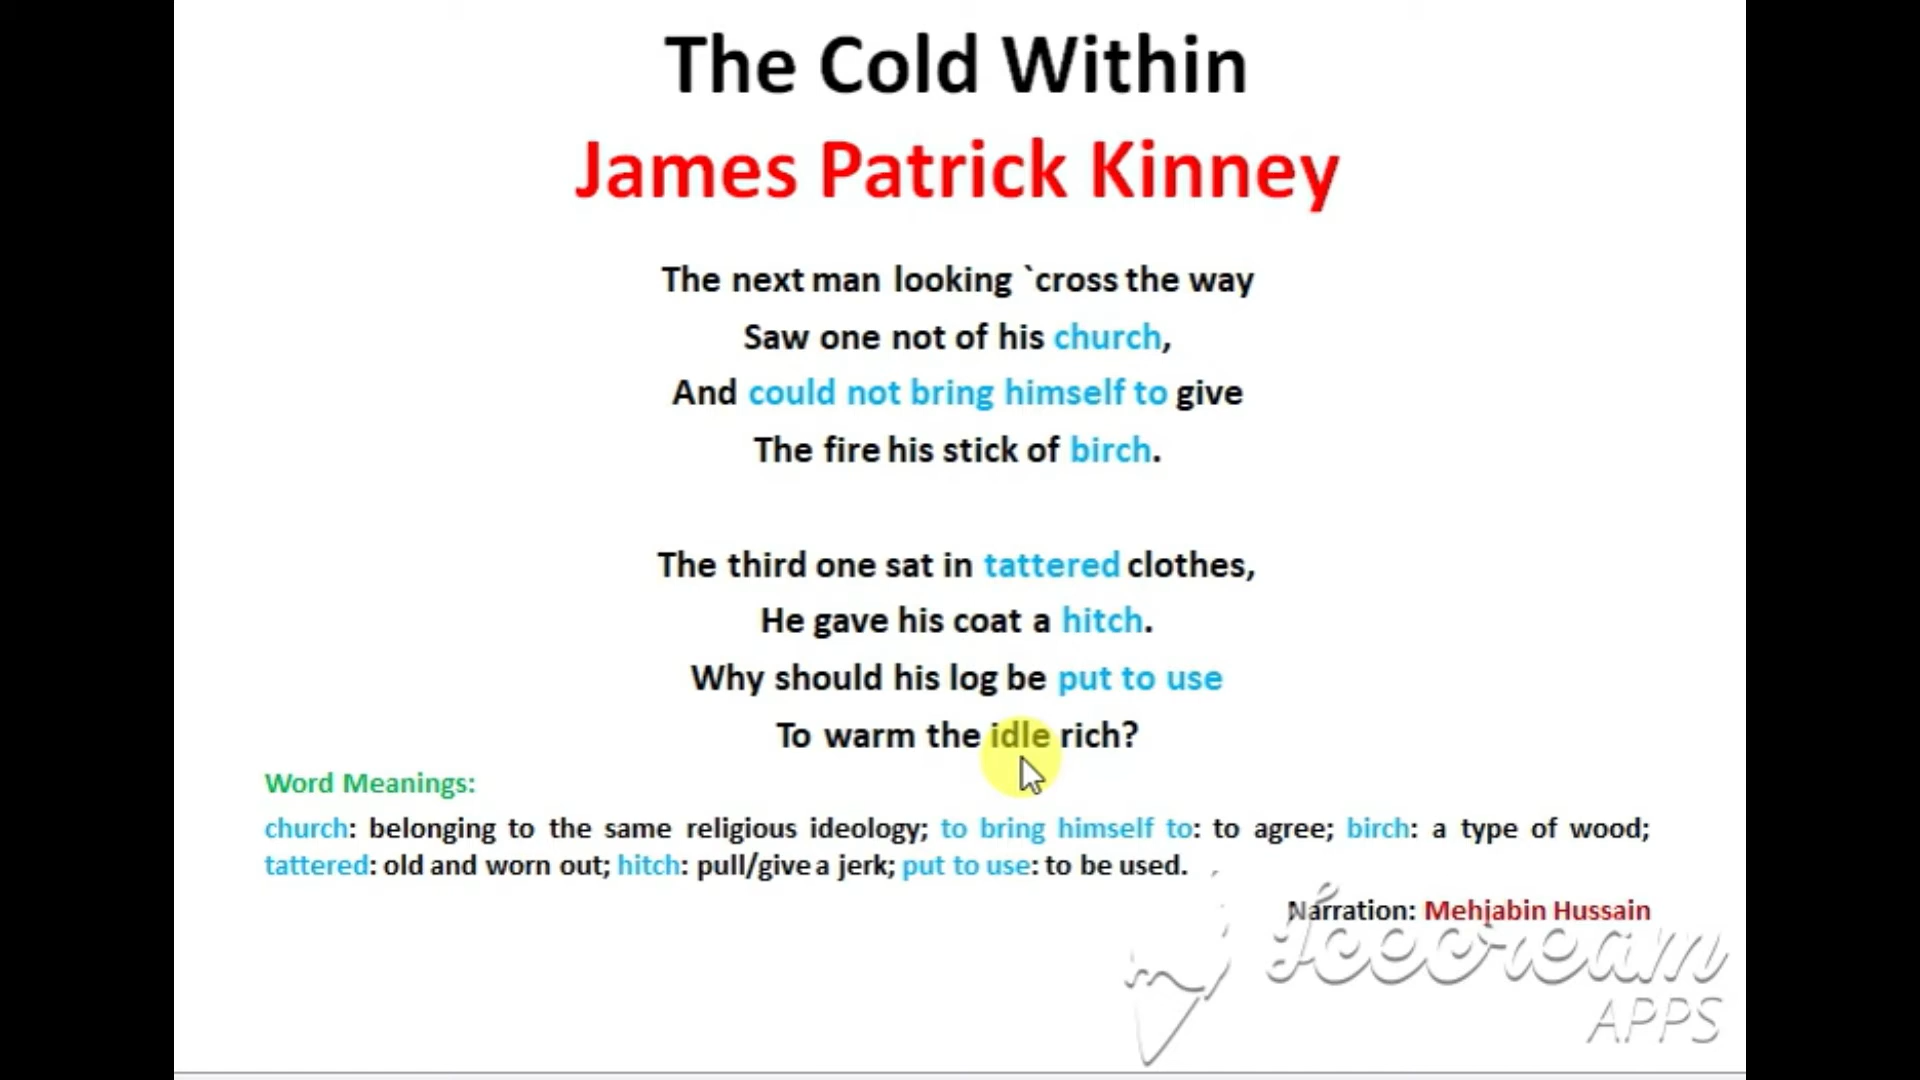 The Cold Within
James Patrick Kinney
The next man looking `cross the way
Saw one not of his church,
And could not bring himself to give
The fire his stick of birch.
The third one sat in tattered clothes,
He gave his coat a hitch.
Why should his log be put to use
To warm the idle rich?
Word Meanings:
church: belonging to the same religious ideology; to bring himself to: to agree; birch: a type of wood;
tattered: old and worn out; hitch: pull/give a jerk; put to use: to be used.
Narration: Mehjabin Hussain
Icecream
APPS